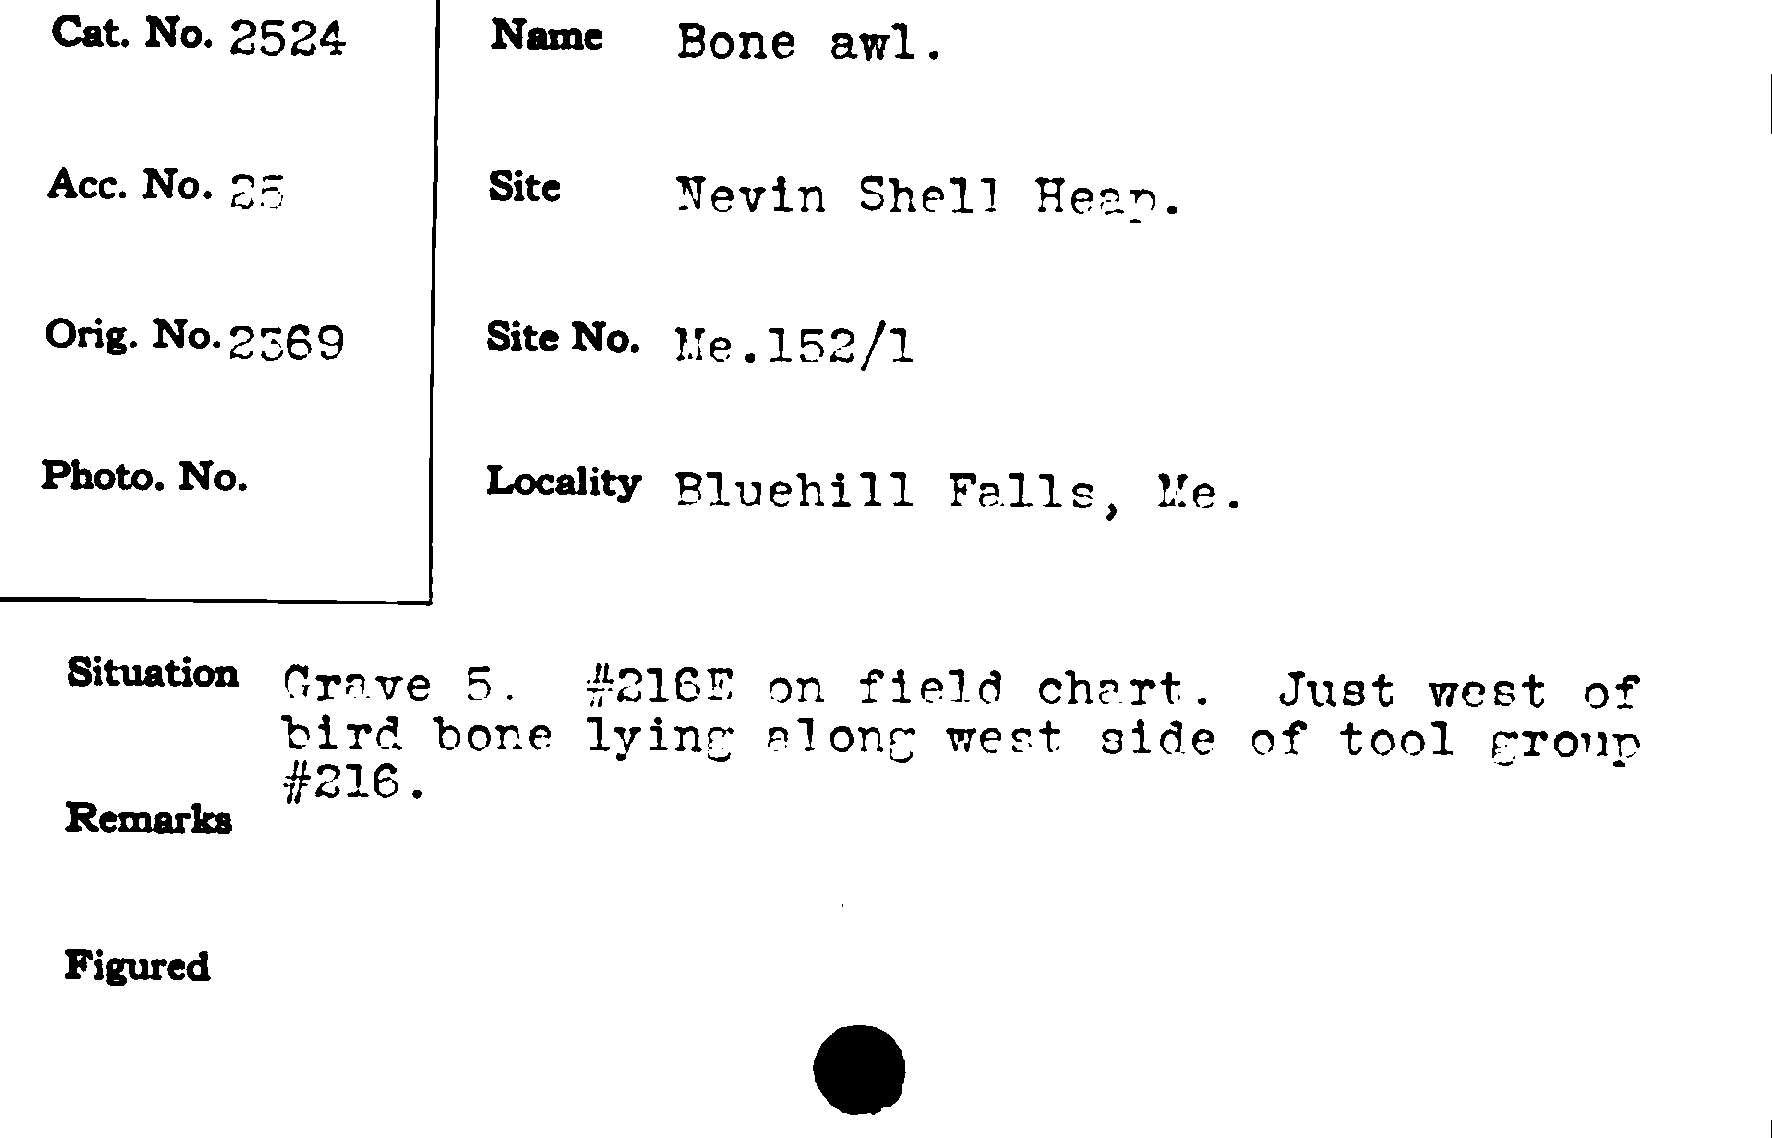 Cat. No. 2524
Name Bone awl.
Acc. No. 25
Site Nevin Shell Heap.
Orig. No. 2369
Site No. Me.152/1
Photo. No.
Locality Bluehill Falls, Me.
Situation Grave 5. #216E on field chart. Just west of
bird bone lying along west side of tool group
#216.
Remarks
Figured